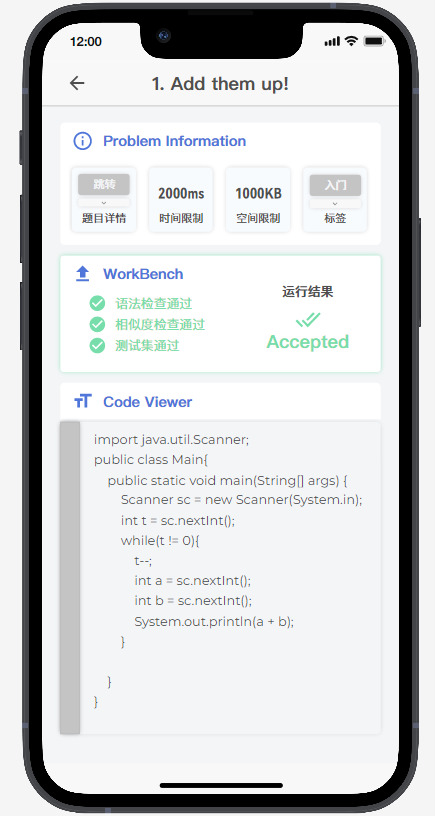 12:00
1. Add them up!
Problem Information
跳转
题目详情
2000ms
时间限制
1000KB
空间限制
入门
标签
WorkBench
语法检查通过
相似度检查通过
测试集通过
运行结果
Accepted
Code Viewer
import java.util.Scanner;
public class Main{
public static void main(String[] args) {
Scanner sc = new Scanner(System.in);
int t = sc.nextInt();
while(t != 0){
t--;
int a = sc.nextInt();
int b = sc.nextInt();
System.out.println(a + b);
}
}
}